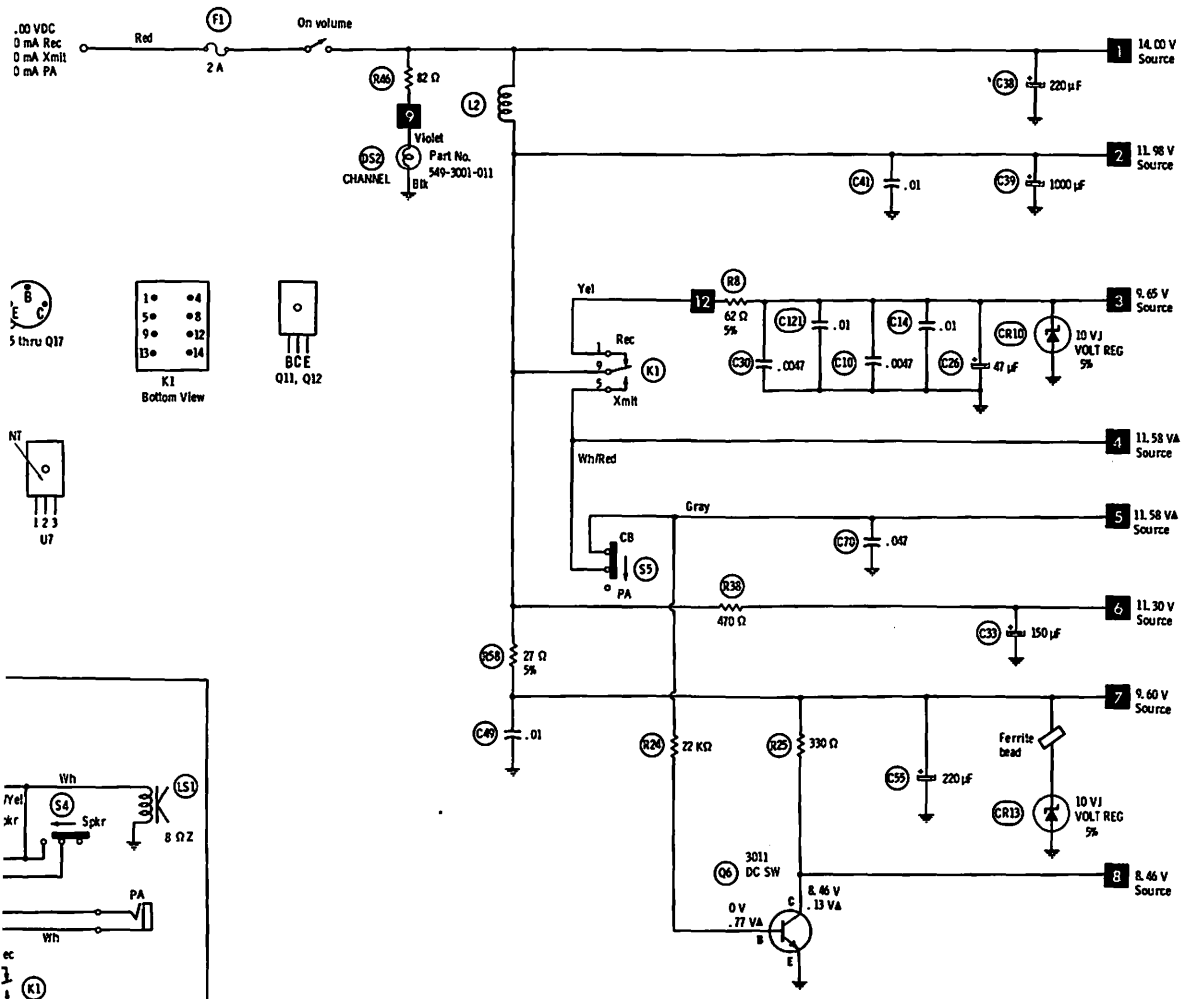 .00 VDC
0 mA Rec
0 mA Xmit
0 mA PA
Red
F1
2 A
On volume
R46
82 Ω
9
Violet
DS2
CHANNEL
Part No.
549-3001-011
Blk
L2
C38
220 µF
1
14.00 V
Source
C41
.01
C39
1000 µF
2
11.98 V
Source
B
E
C
5 thru Q17
1
4
5
8
9
12
13
14
K1
Bottom View
BCE
Q11, Q12
NT
1 2 3
U7
Yel
12
R8
62 Ω
5%
1
Rec
9
5
Xmit
K1
C30
.0047
C121
.01
C10
.0047
C14
.01
C26
47 µF
CR10
10 VJ
VOLT REG
5%
3
9.65 V
Source
4
11.58 V▲
Source
Wh/Red
Gray
CB
S5
PA
C70
.047
5
11.58 V▲
Source
R38
470 Ω
C33
150 µF
6
11.30 V
Source
R58
27 Ω
5%
C49
.01
R24
22 KΩ
R25
330 Ω
C55
220 µF
Ferrite
bead
CR13
10 VJ
VOLT REG
5%
7
9.60 V
Source
Q6
3011
DC SW
C
8.46 V
.13 V▲
0 V
.77 V▲
B
E
8
8.46 V
Source
Wh
/Yel
pkr
S4
Spkr
LS1
8 Ω Z
PA
Wh
ec
K1